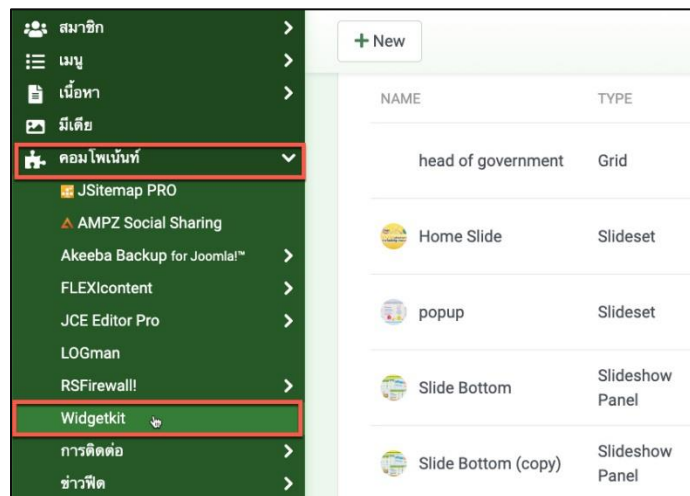 สมาชิก
เมนู
เนื้อหา
มีเดีย
คอมโพเน้นท์
JSitemap PRO
AMPZ Social Sharing
Akeeba Backup for Joomla!™
FLEXIcontent
JCE Editor Pro
LOGman
RSFirewall!
Widgetkit
การติดต่อ
ข่าวฟีด
+ New
NAME TYPE
head of government Grid
Home Slide Slideset
popup Slideset
Slide Bottom Slideshow Panel
Slide Bottom (copy) Slideshow Panel